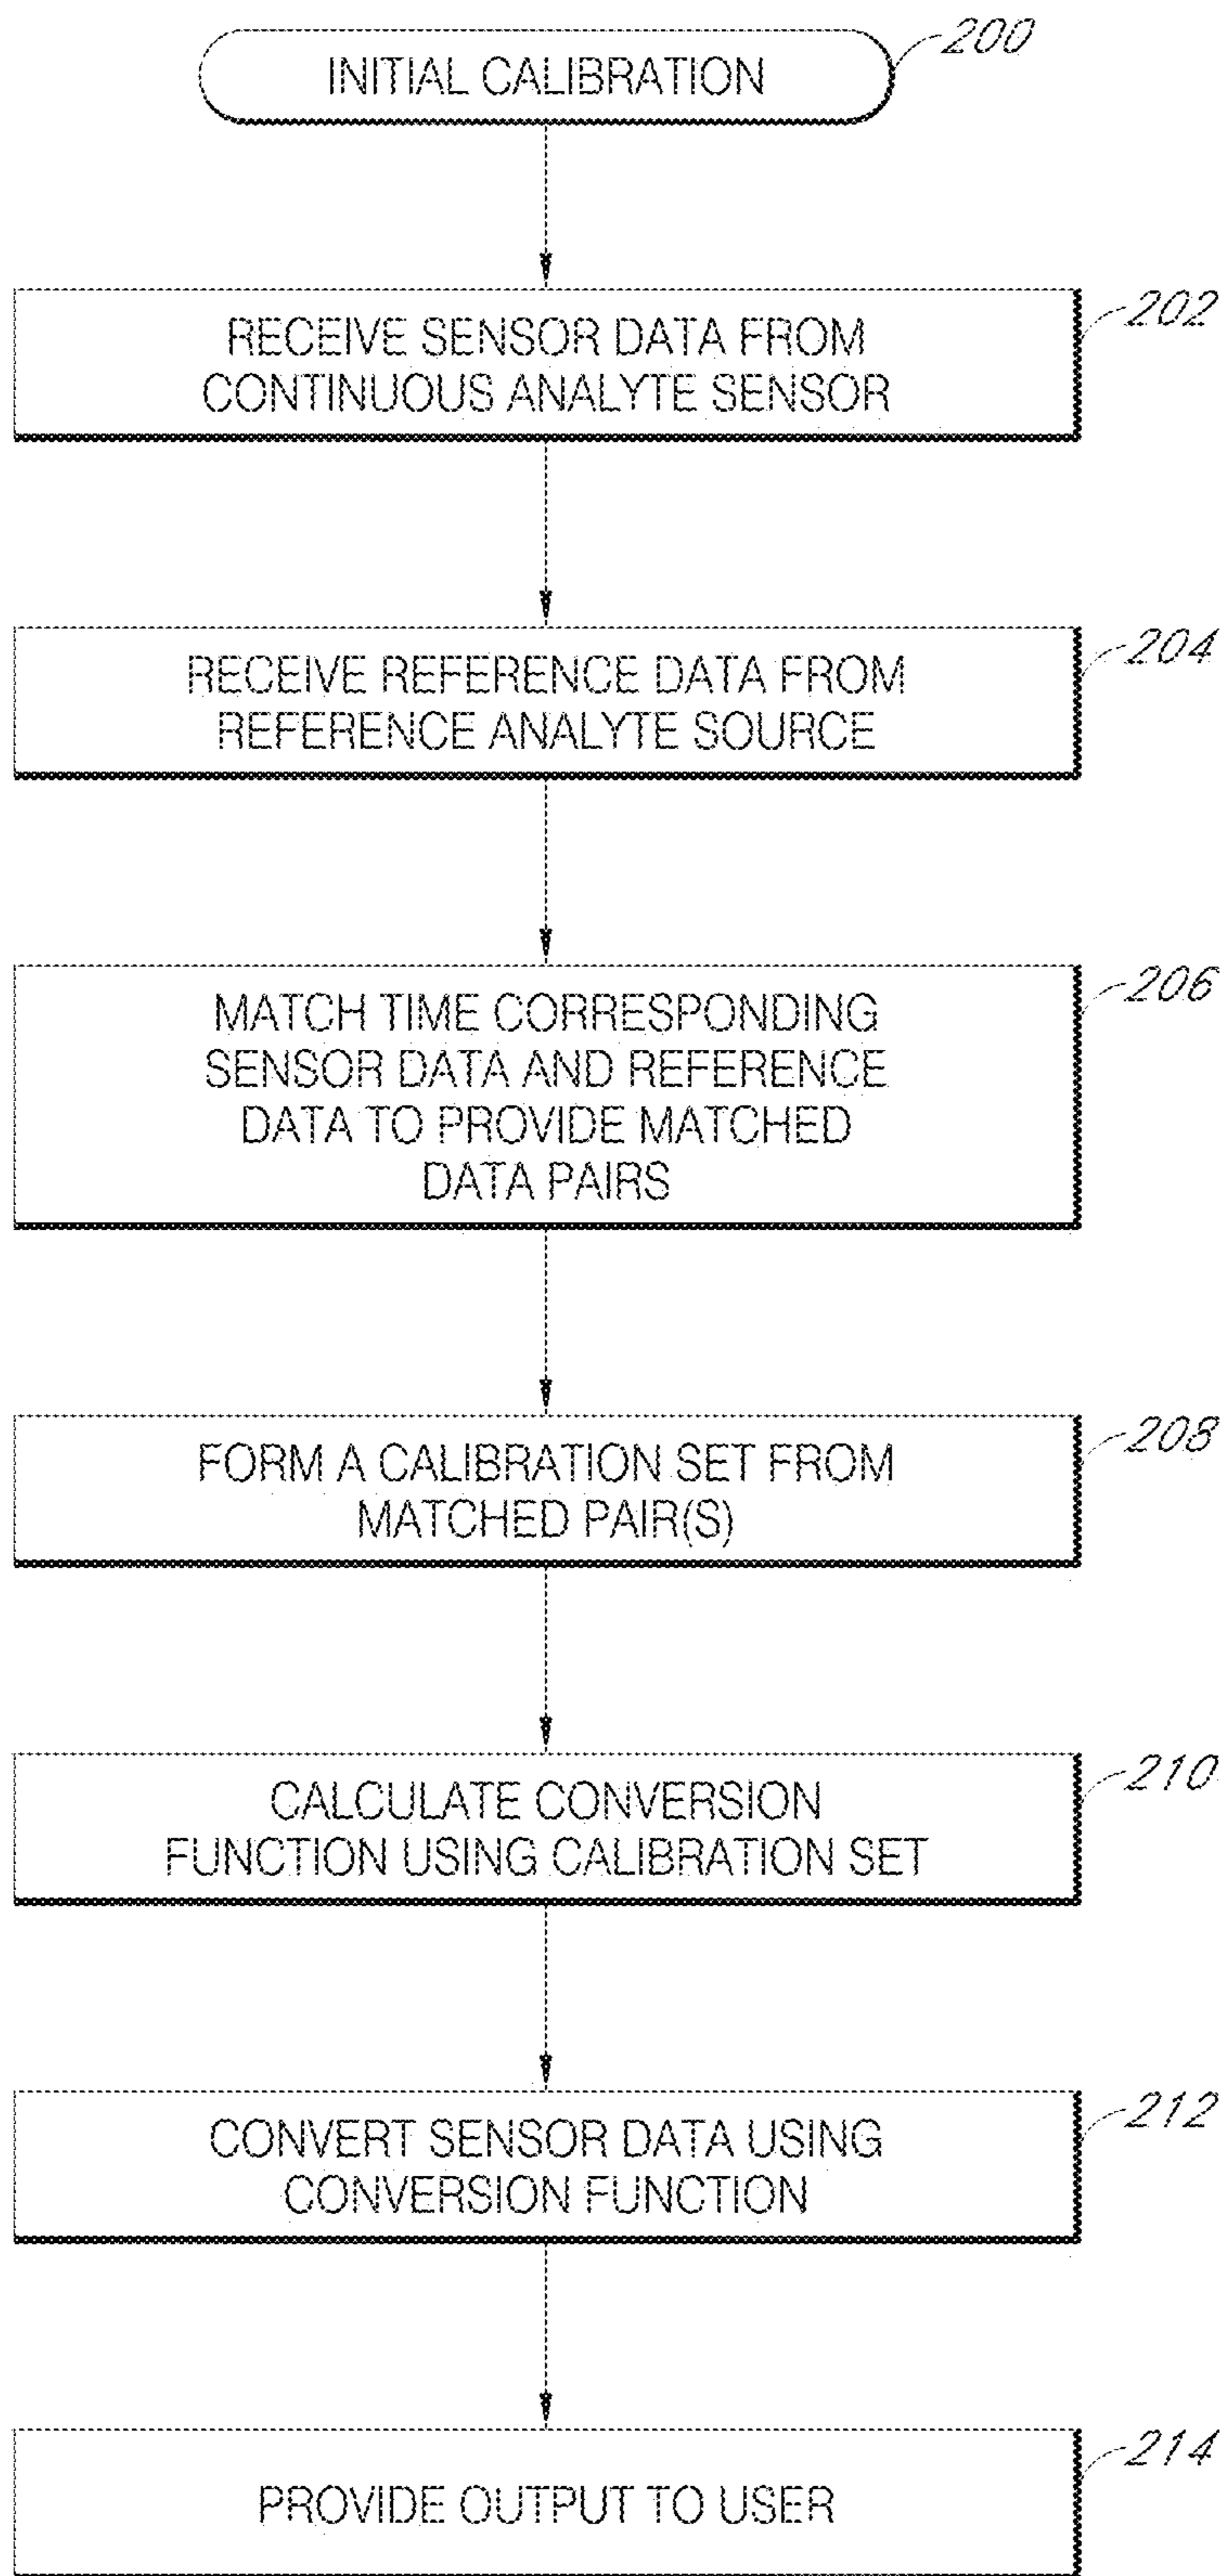 INITIAL CALIBRATION
200
RECEIVE SENSOR DATA FROM
CONTINUOUS ANALYTE SENSOR
202
RECEIVE REFERENCE DATA FROM
REFERENCE ANALYTE SOURCE
204
MATCH TIME CORRESPONDING
SENSOR DATA AND REFERENCE
DATA TO PROVIDE MATCHED
DATA PAIRS
206
FORM A CALIBRATION SET FROM
MATCHED PAIR(S)
208
CALCULATE CONVERSION
FUNCTION USING CALIBRATION SET
210
CONVERT SENSOR DATA USING
CONVERSION FUNCTION
212
PROVIDE OUTPUT TO USER
214